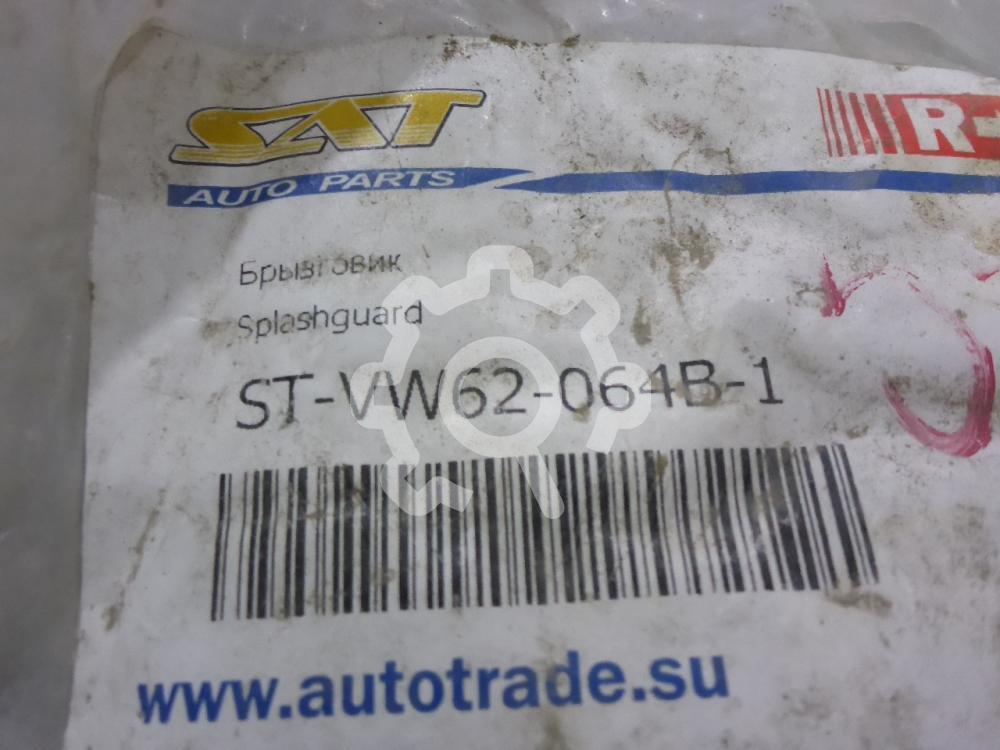 SAT
R-
AUTO PARTS
Брызговик
Splashguard
ST-VW62-064B-1
www.autotrade.su